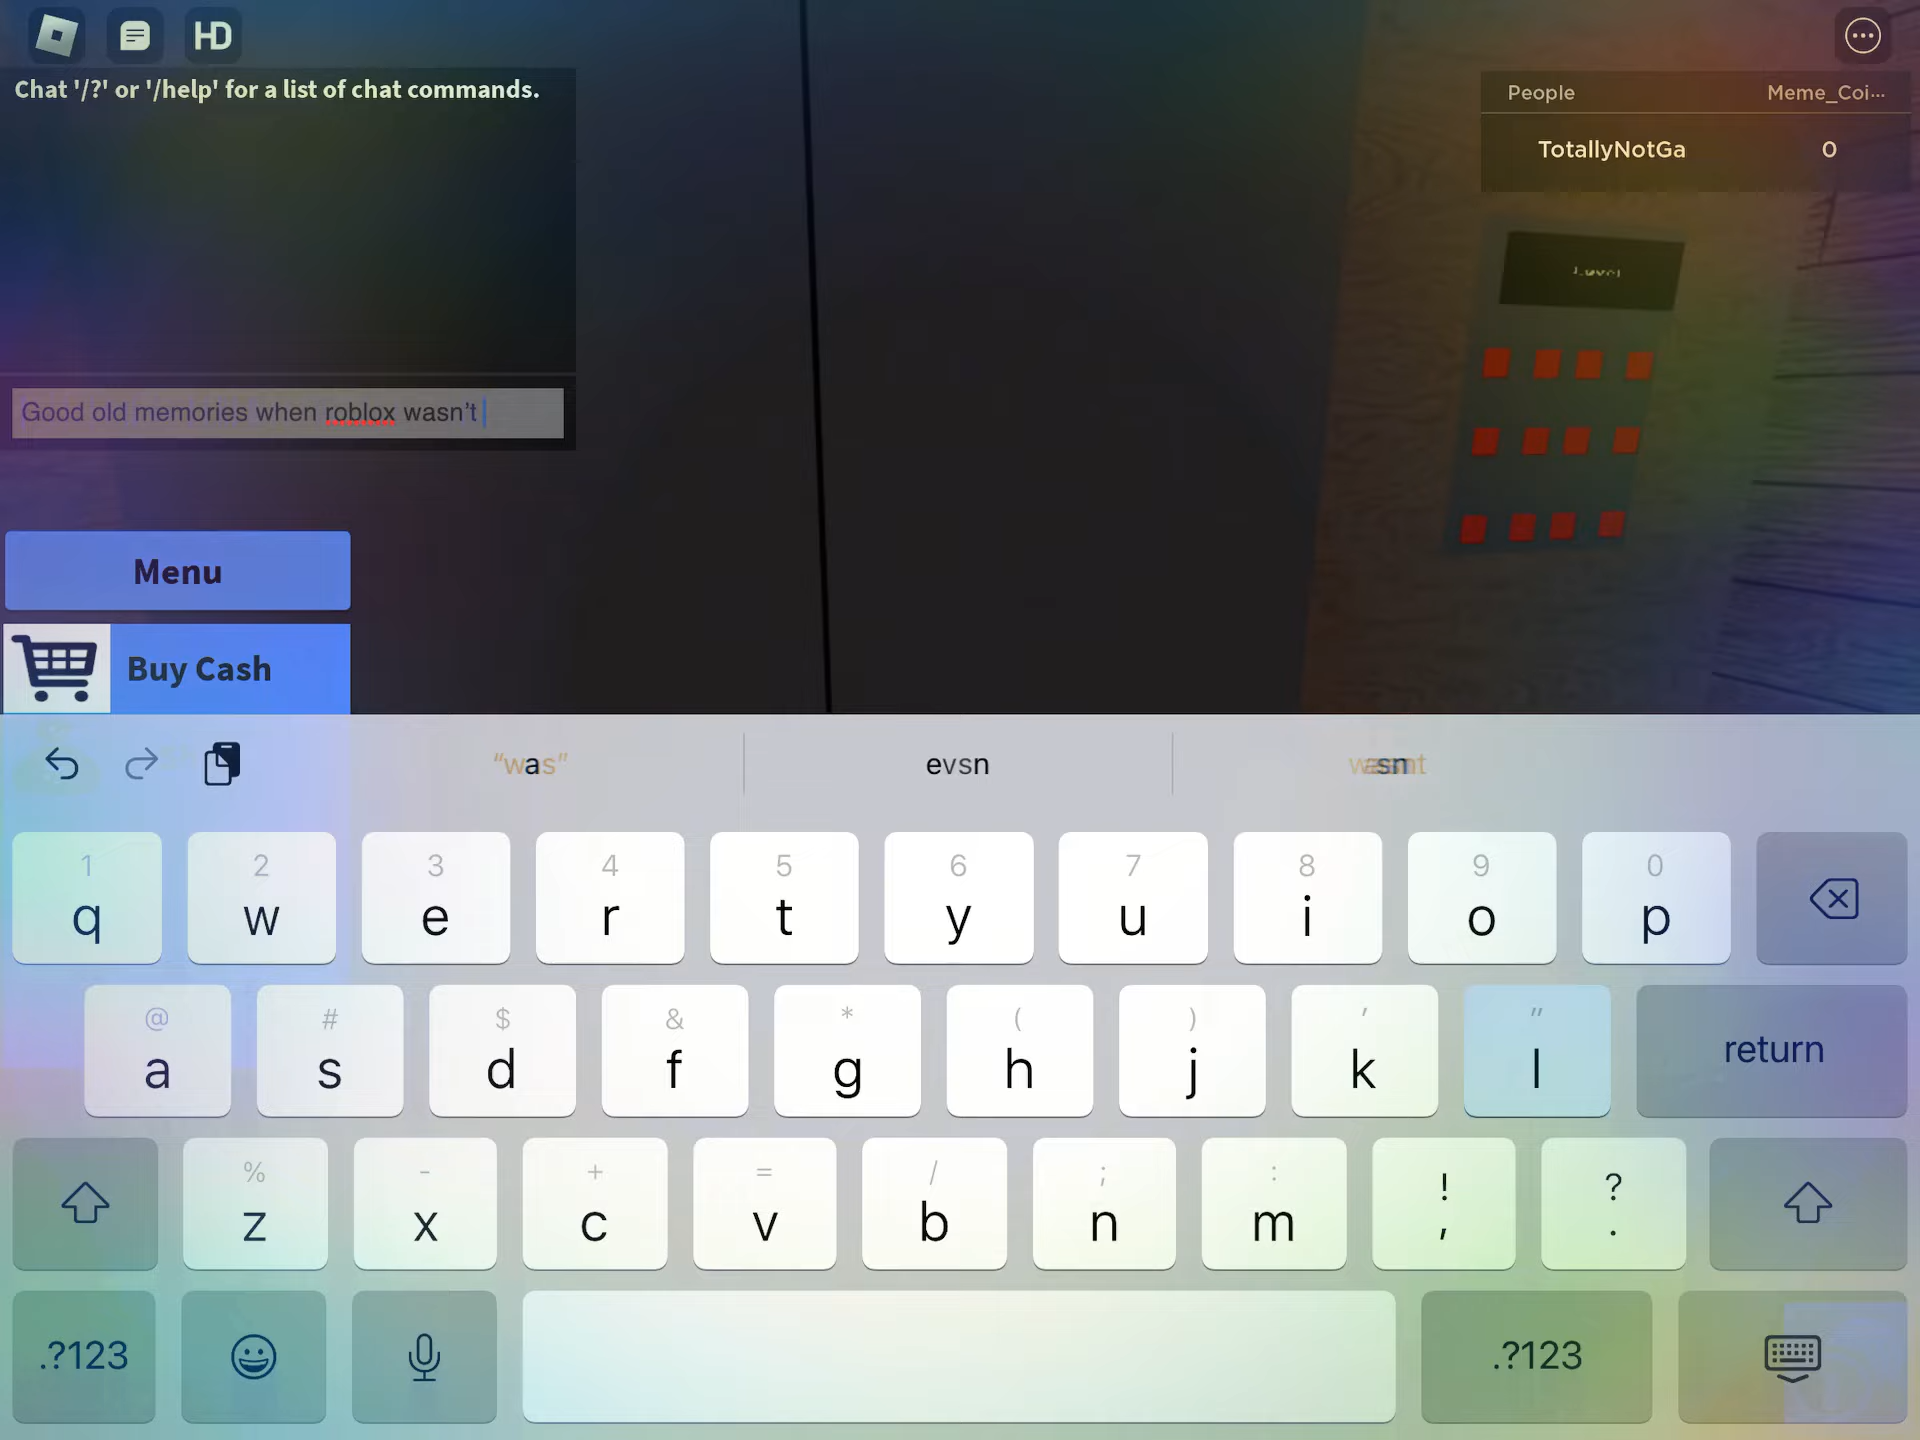 HD
Chat '/?' or '/help' for a list of chat commands.
People Meme_Coi...
TotallyNotGa 0
Good old memories when roblox wasn't
Menu
Buy Cash
"was" evsn
1 2 3 4 5 6 7 8 9 0
q w e r t y u i o p
@ # $ & * ( ) ' "
a s d f g h j k l return
% - + = / ; : ! ?
z x c v b n m , .
.?123 .?123